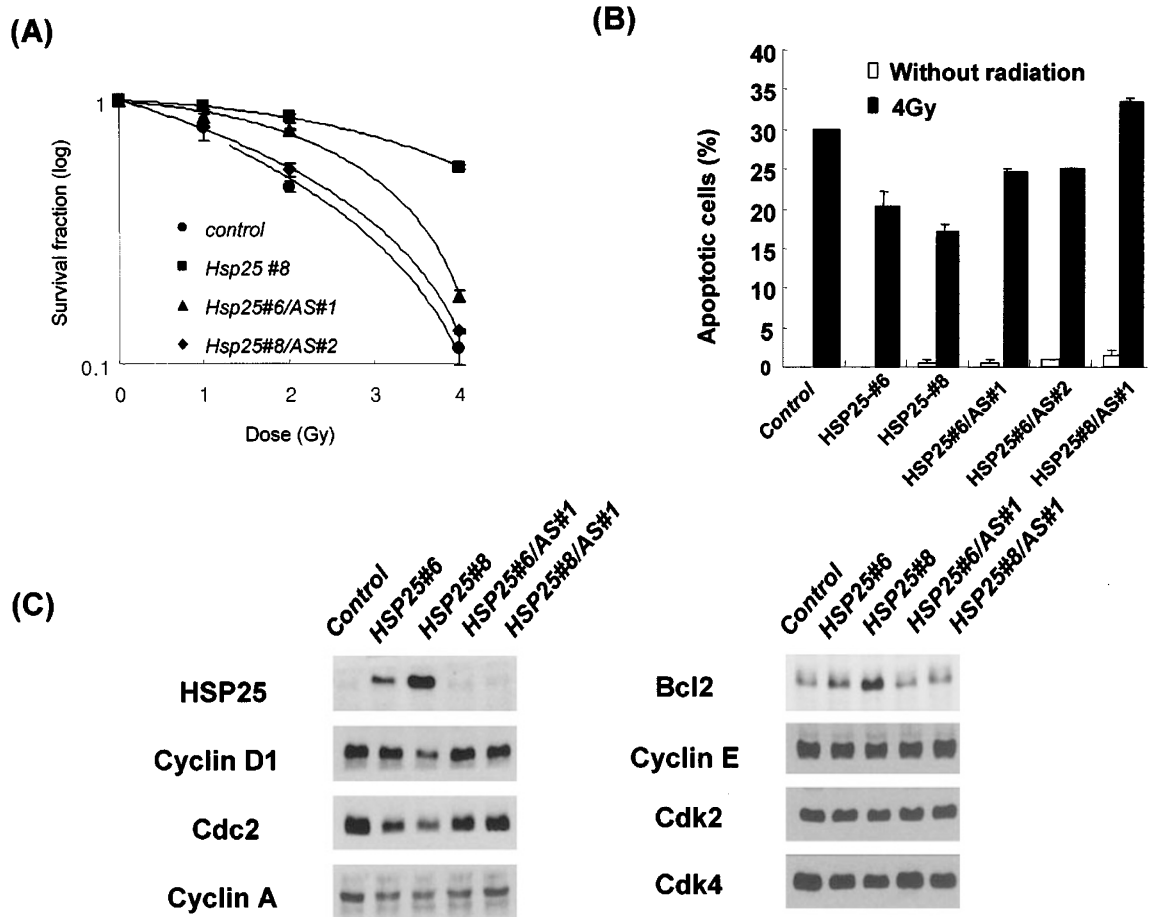 (A)
Survival fraction (log)
1
0.1
control
Hsp25 #8
Hsp25#6/AS#1
Hsp25#8/AS#2
0 1 2 3 4
Dose (Gy)
(B)
Apoptotic cells (%)
40
35
30
25
20
15
10
5
0
Without radiation
4Gy
Control
HSP25-#6
HSP25-#8
HSP25#6/AS#1
HSP25#6/AS#2
HSP25#8/AS#1
(C)
Control
HSP25#6
HSP25#8
HSP25#6/AS#1
HSP25#8/AS#1
HSP25
Cyclin D1
Cdc2
Cyclin A
Control
HSP25#6
HSP25#8
HSP25#6/AS#1
HSP25#8/AS#1
Bcl2
Cyclin E
Cdk2
Cdk4